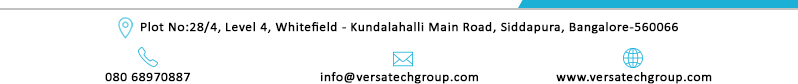 Plot No:28/4, Level 4, Whitefield - Kundalahalli Main Road, Siddapura, Bangalore-560066
080 68970887 info@versatechgroup.com www.versatechgroup.com